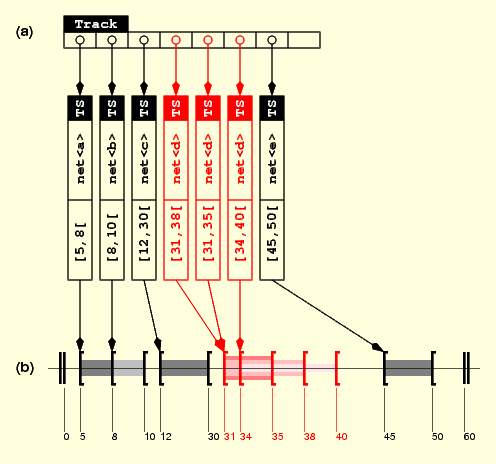 (a)
Track
TS TS TS TS TS TS TS
net<a> net<b> net<c> net<d> net<d> net<d> net<e>
[5,8[ [8,10[ [12,30[ [31,38[ [31,35[ [34,40[ [45,50[
(b)
0 5 8 10 12 30 31 34 35 38 40 45 50 60